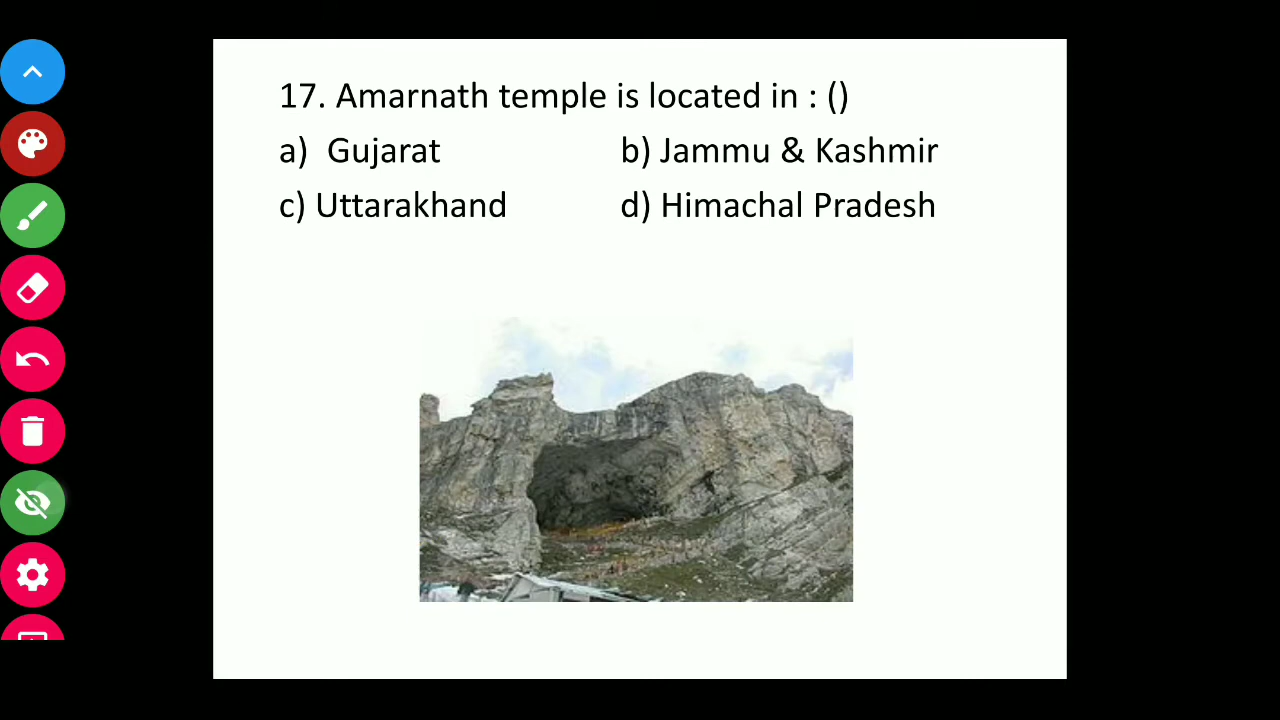 17. Amarnath temple is located in : ()
a) Gujarat b) Jammu & Kashmir
c) Uttarakhand d) Himachal Pradesh